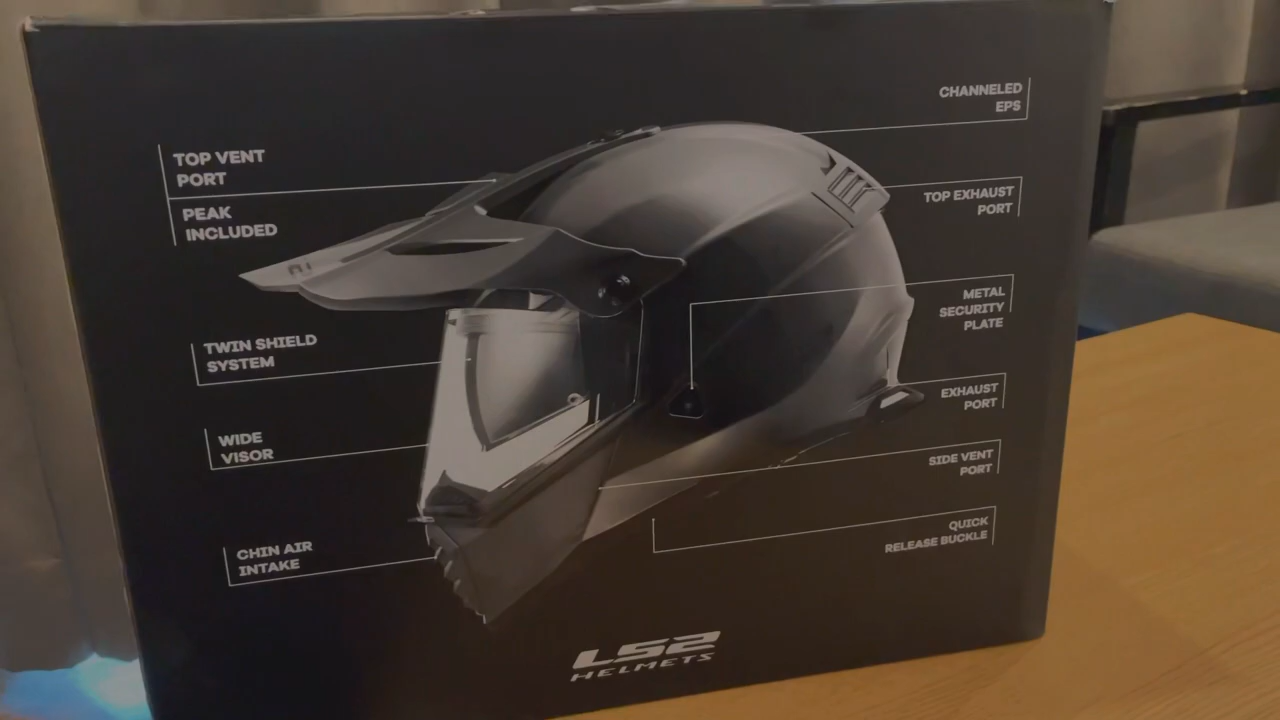 TOP VENT
PORT
PEAK
INCLUDED
TWIN SHIELD
SYSTEM
WIDE
VISOR
CHIN AIR
INTAKE
CHANNELED
EPS
TOP EXHAUST
PORT
METAL
SECURITY
PLATE
EXHAUST
PORT
SIDE VENT
PORT
QUICK
RELEASE BUCKLE
LS2
HELMETS